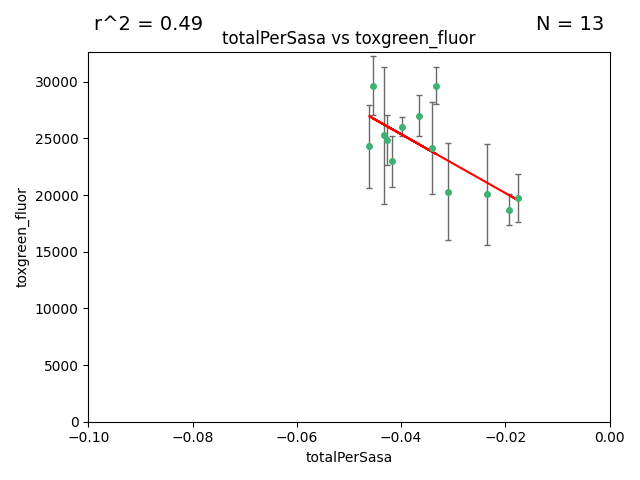 r^2 = 0.49
N = 13
totalPerSasa vs toxgreen_fluor
30000
25000
20000
15000
10000
5000
0
toxgreen_fluor
−0.10
−0.08
−0.06
−0.04
−0.02
0.00
totalPerSasa